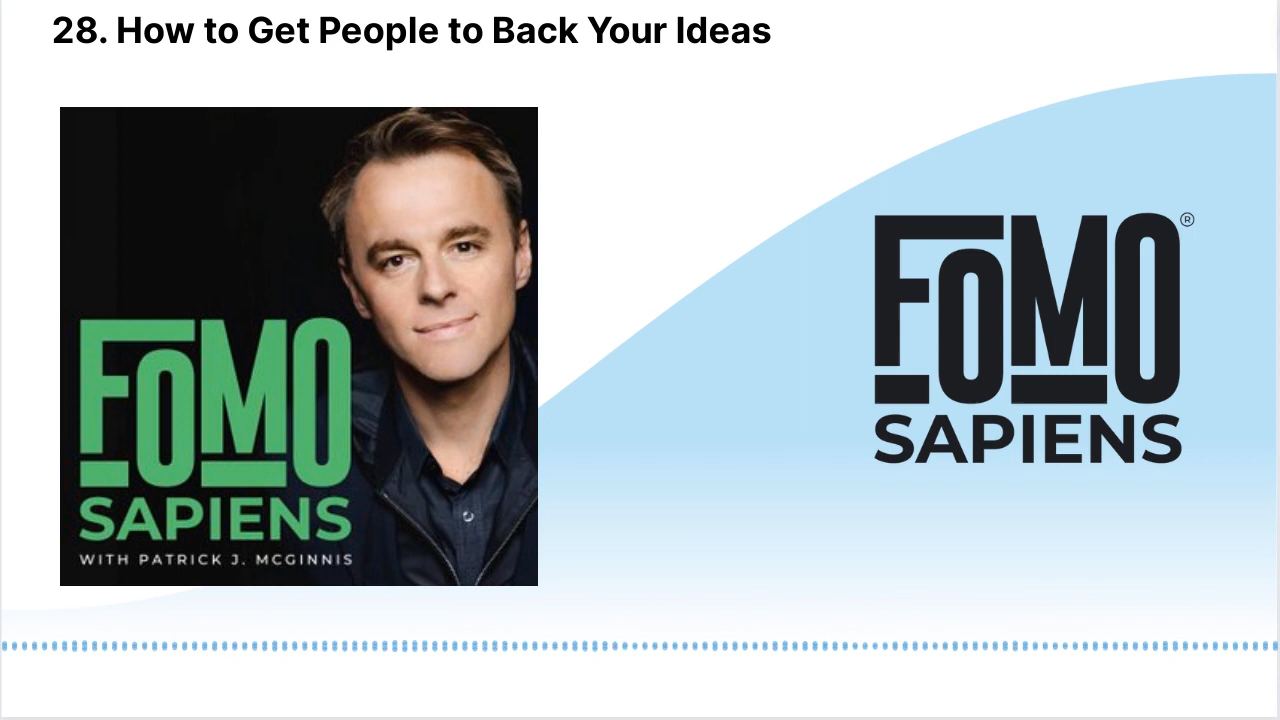 28. How to Get People to Back Your Ideas
FOMO
SAPIENS
WITH PATRICK J. MCGINNIS
FOMO®
SAPIENS